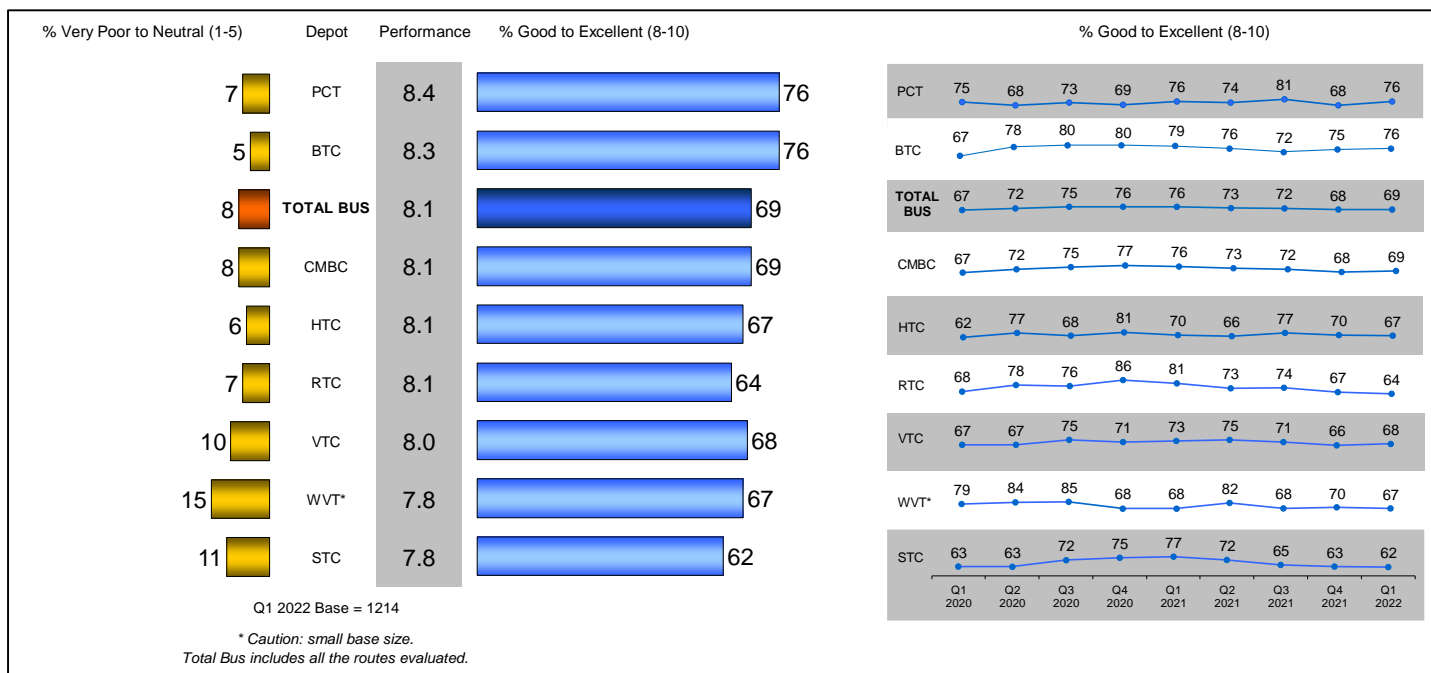 % Very Poor to Neutral (1-5) Depot Performance % Good to Excellent (8-10) % Good to Excellent (8-10)
7 PCT 8.4 76
5 BTC 8.3 76
8 TOTAL BUS 8.1 69
8 CMBC 8.1 69
6 HTC 8.1 67
7 RTC 8.1 64
10 VTC 8.0 68
15 WVT* 7.8 67
11 STC 7.8 62
Q1 2022 Base = 1214
* Caution: small base size.
Total Bus includes all the routes evaluated.
PCT 75 68 73 69 76 74 81 68 76
BTC 67 78 80 80 79 76 72 75 76
TOTAL
BUS 67 72 75 76 76 73 72 68 69
CMBC 67 72 75 77 76 73 72 68 69
HTC 62 77 68 81 70 66 77 70 67
RTC 68 78 76 86 81 73 74 67 64
VTC 67 67 75 71 73 75 71 66 68
WVT* 79 84 85 68 68 82 68 70 67
STC 63 63 72 75 77 72 65 63 62
Q1 Q2 Q3 Q4 Q1 Q2 Q3 Q4 Q1
2020 2020 2020 2020 2021 2021 2021 2021 2022